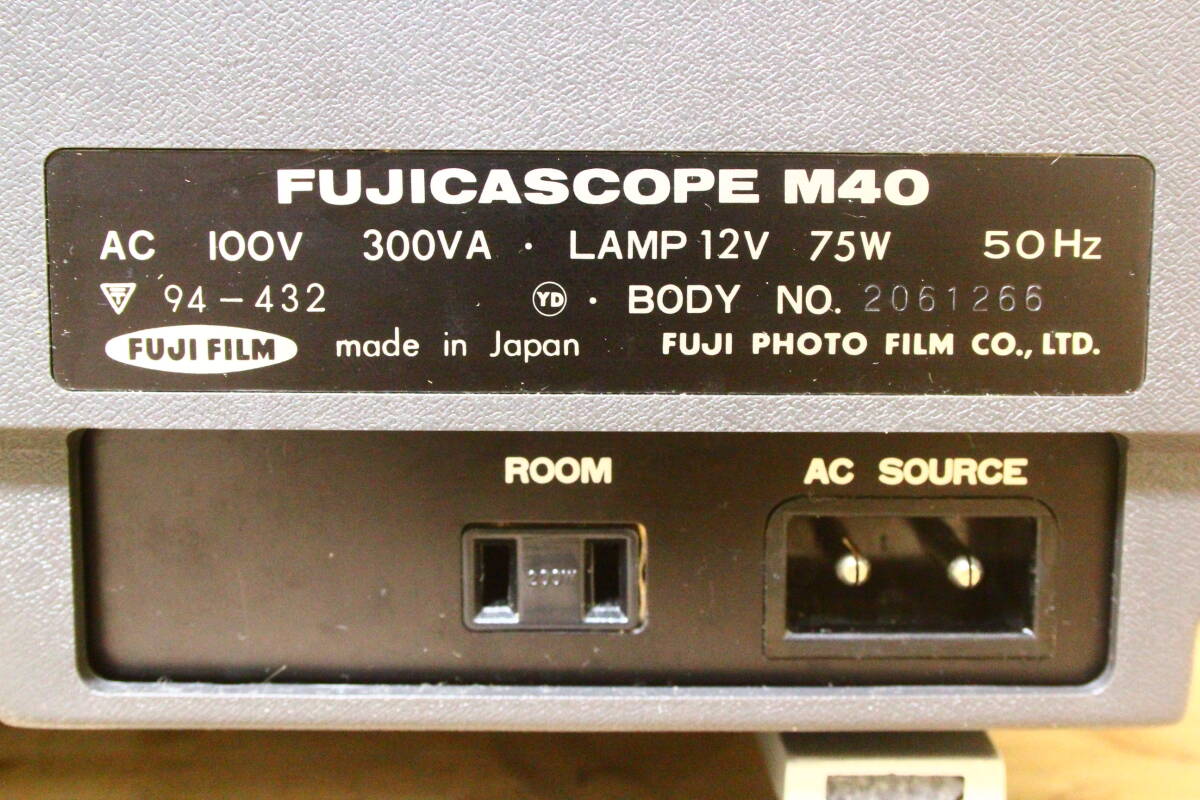 FUJICASCOPE M40
AC 100V 300VA · LAMP 12V 75W 50Hz
T 94-432 YD · BODY NO. 2061266
FUJI FILM made in Japan FUJI PHOTO FILM CO., LTD.
ROOM AC SOURCE
200W